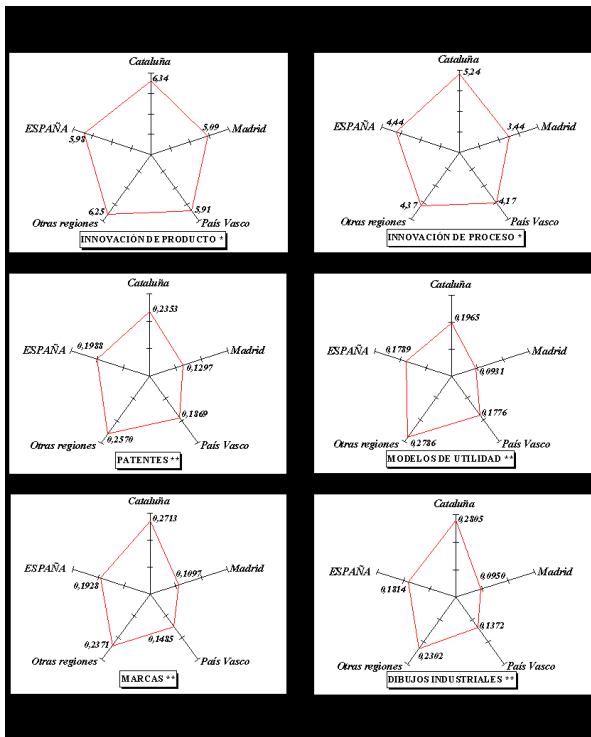 Cataluña
6,34
ESPAÑA
5,98
5,09
Madrid
6,25
5,91
Otras regiones
País Vasco
INNOVACIÓN DE PRODUCTO *
Cataluña
5,24
ESPAÑA
4,44
3,44
Madrid
4,37
4,17
Otras regiones
País Vasco
INNOVACIÓN DE PROCESO *
Cataluña
0,2353
ESPAÑA
0,1988
Madrid
0,1297
0,1869
0,2570
Otras regiones
País Vasco
PATENTES **
Cataluña
0,1965
ESPAÑA
0,1789
Madrid
0,0931
0,1776
0,2786
Otras regiones
País Vasco
MODELOS DE UTILIDAD **
Cataluña
0,2713
ESPAÑA
0,1928
Madrid
0,1097
0,1485
0,2371
Otras regiones
País Vasco
MARCAS **
Cataluña
0,2805
ESPAÑA
0,1814
Madrid
0,0950
0,1372
0,2302
Otras regiones
País Vasco
DIBUJOS INDUSTRIALES **